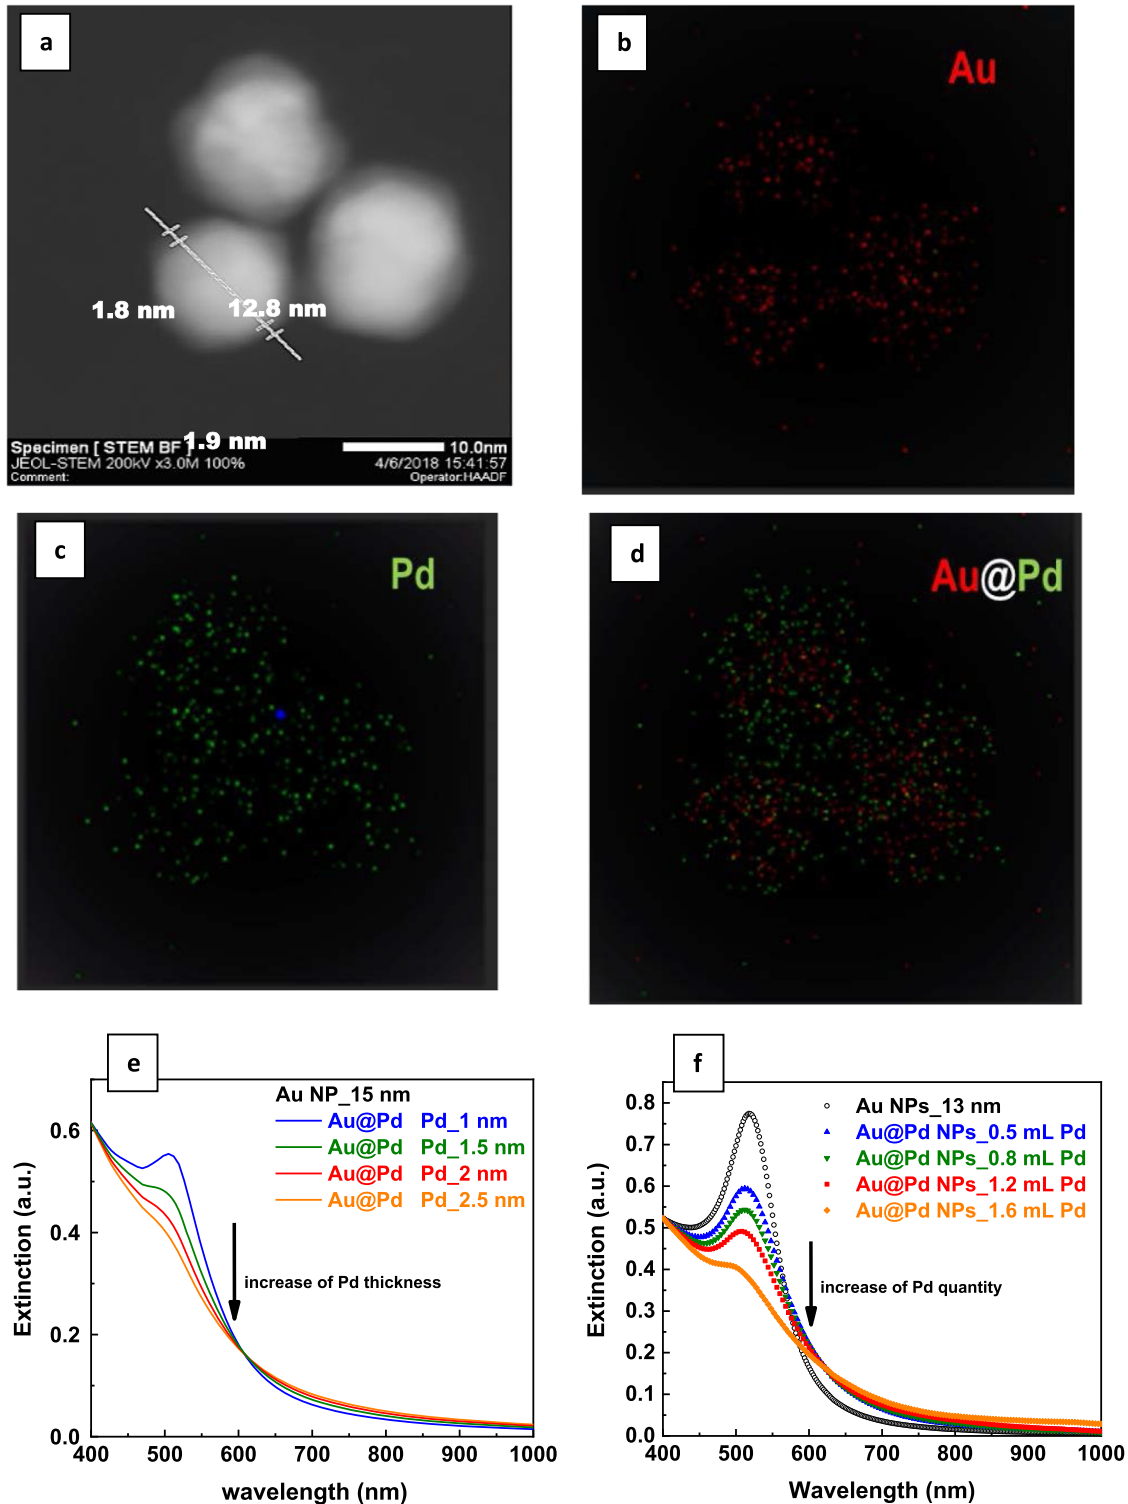 a
1.8 nm
12.8 nm
1.9 nm
Specimen [ STEM BF ]
JEOL-STEM 200kV x3.0M 100%
Comment:
10.0nm
4/6/2018 15:41:57
Operator:HAADF
b
Au
c
Pd
d
Au@Pd
e
Au NP_15 nm
Au@Pd Pd_1 nm
Au@Pd Pd_1.5 nm
Au@Pd Pd_2 nm
Au@Pd Pd_2.5 nm
increase of Pd thickness
Extinction (a.u.)
0.6
0.4
0.2
0.0
400 500 600 700 800 900 1000
wavelength (nm)
f
Au NPs_13 nm
Au@Pd NPs_0.5 mL Pd
Au@Pd NPs_0.8 mL Pd
Au@Pd NPs_1.2 mL Pd
Au@Pd NPs_1.6 mL Pd
increase of Pd quantity
Extinction (a.u.)
0.8
0.7
0.6
0.5
0.4
0.3
0.2
0.1
0.0
400 500 600 700 800 900 1000
Wavelength (nm)